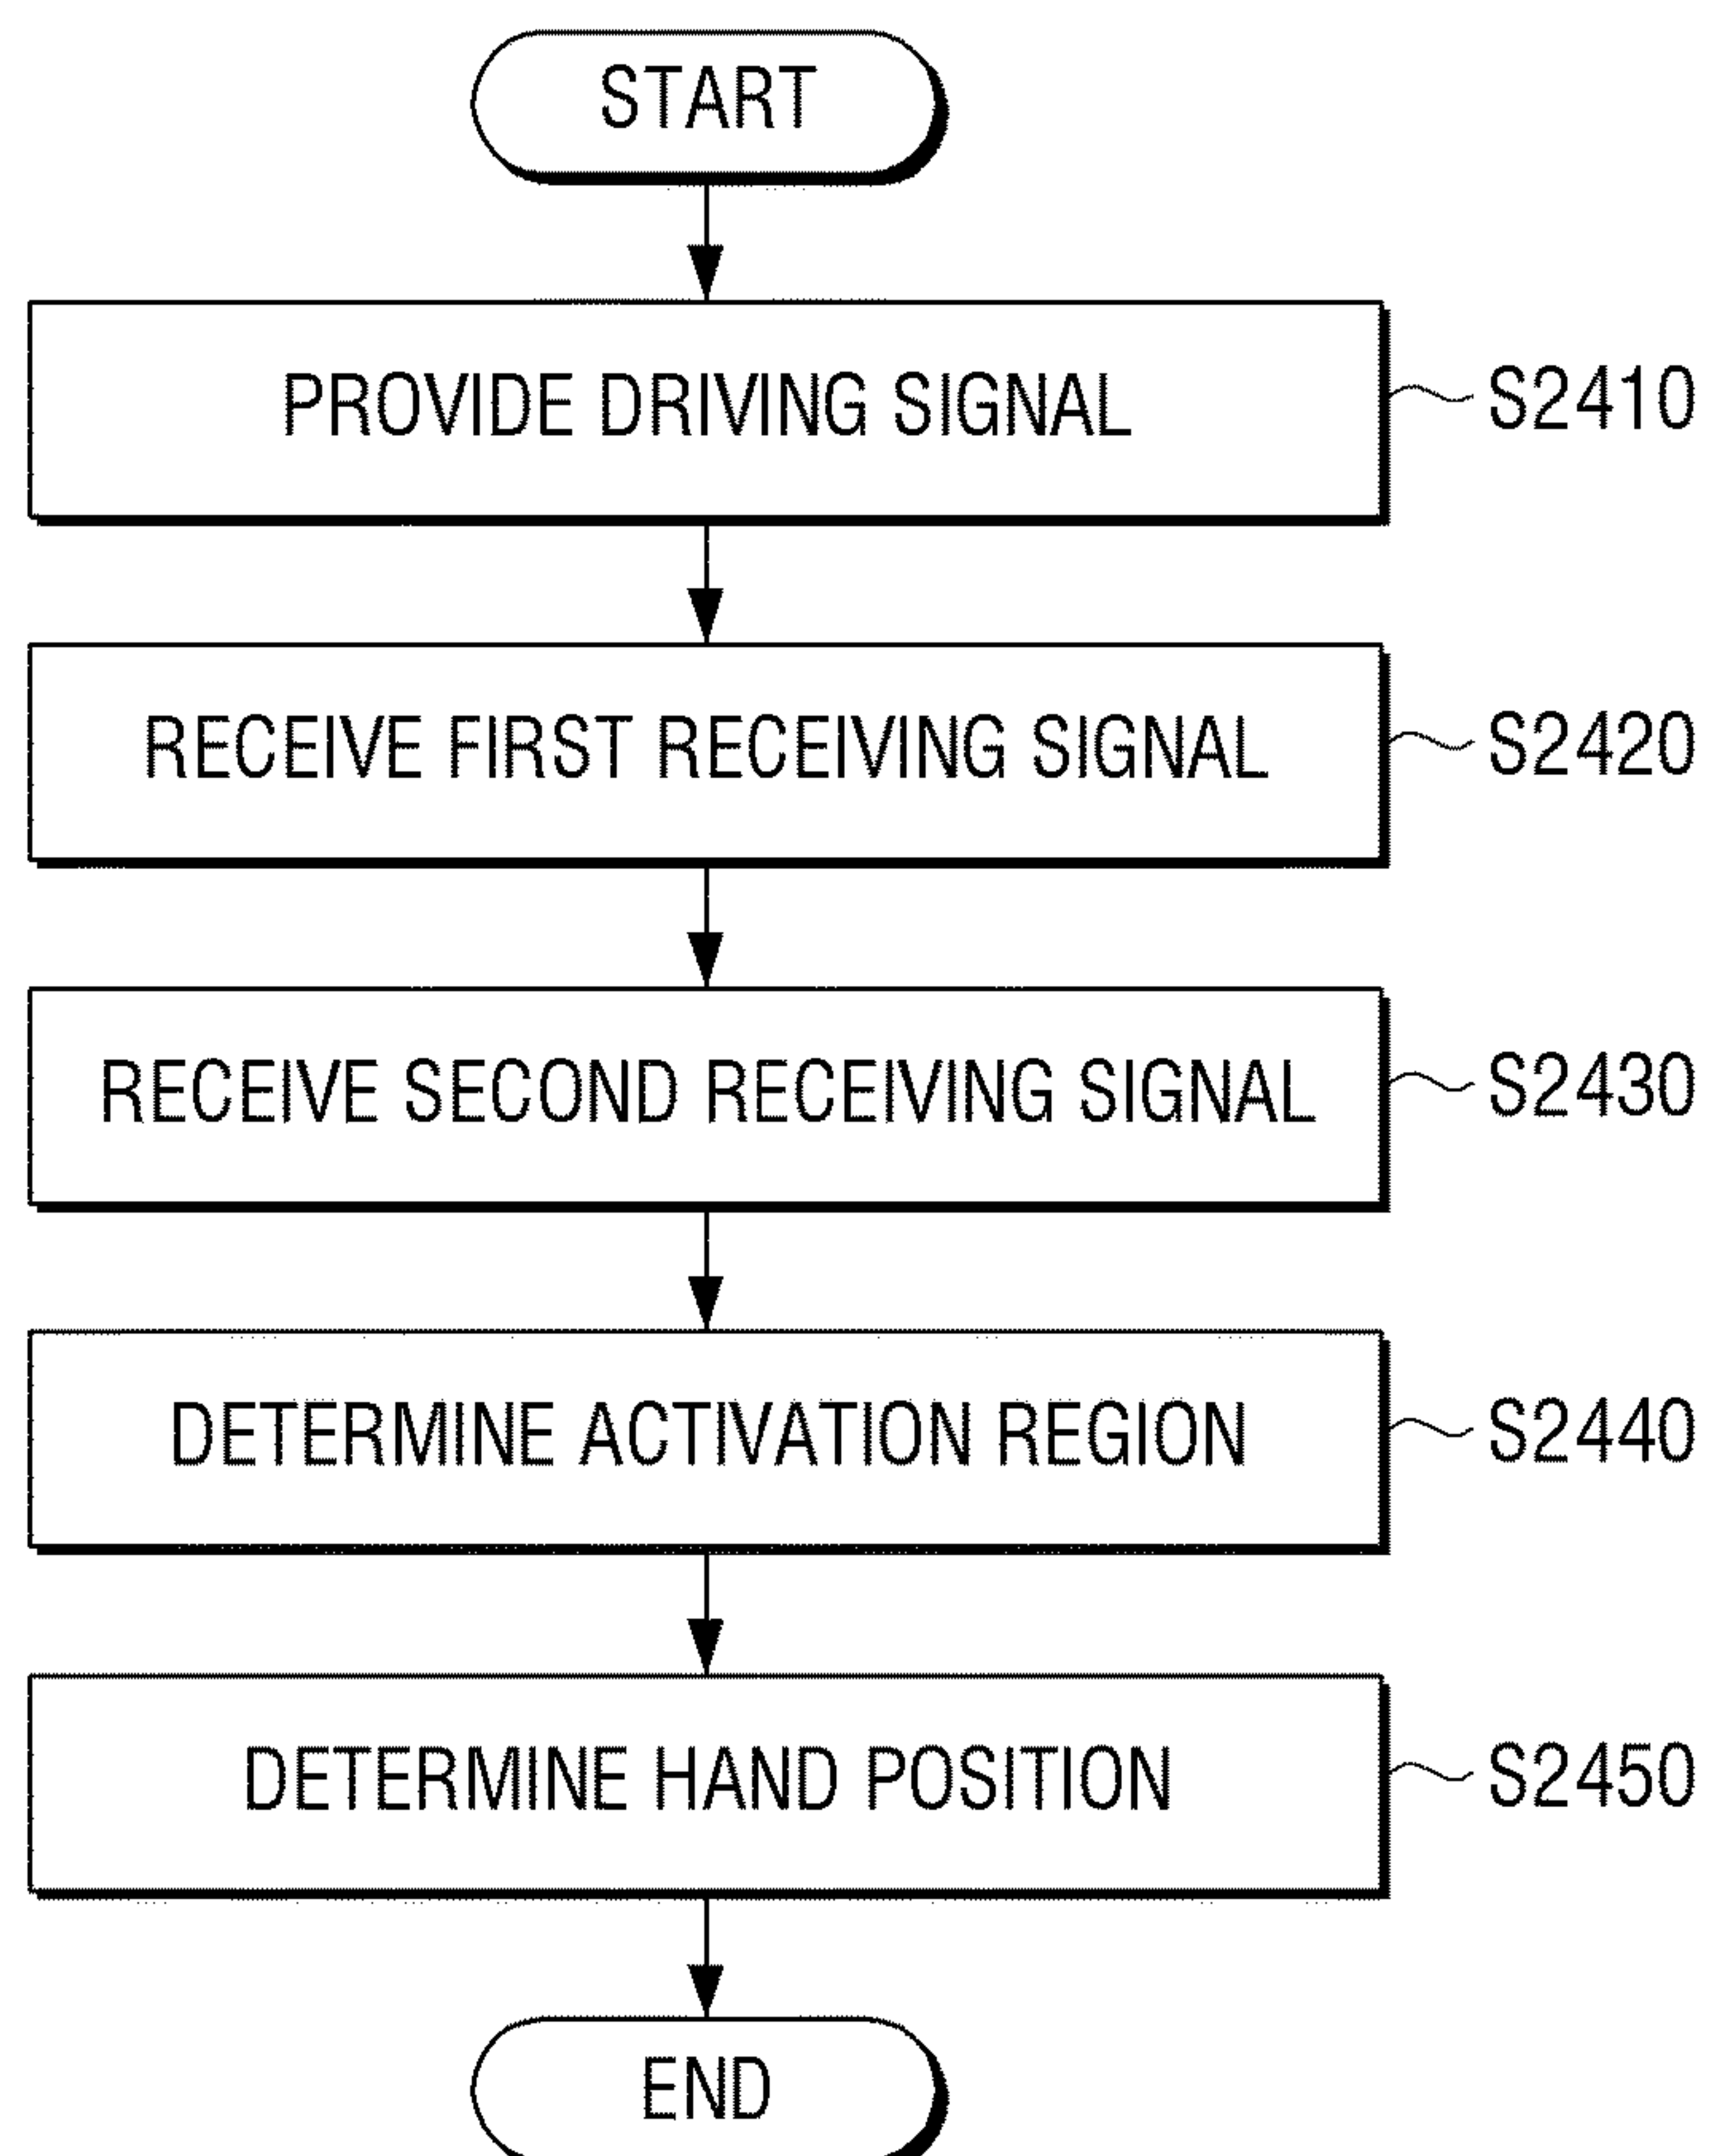 START
PROVIDE DRIVING SIGNAL
S2410
RECEIVE FIRST RECEIVING SIGNAL
S2420
RECEIVE SECOND RECEIVING SIGNAL
S2430
DETERMINE ACTIVATION REGION
S2440
DETERMINE HAND POSITION
S2450
END